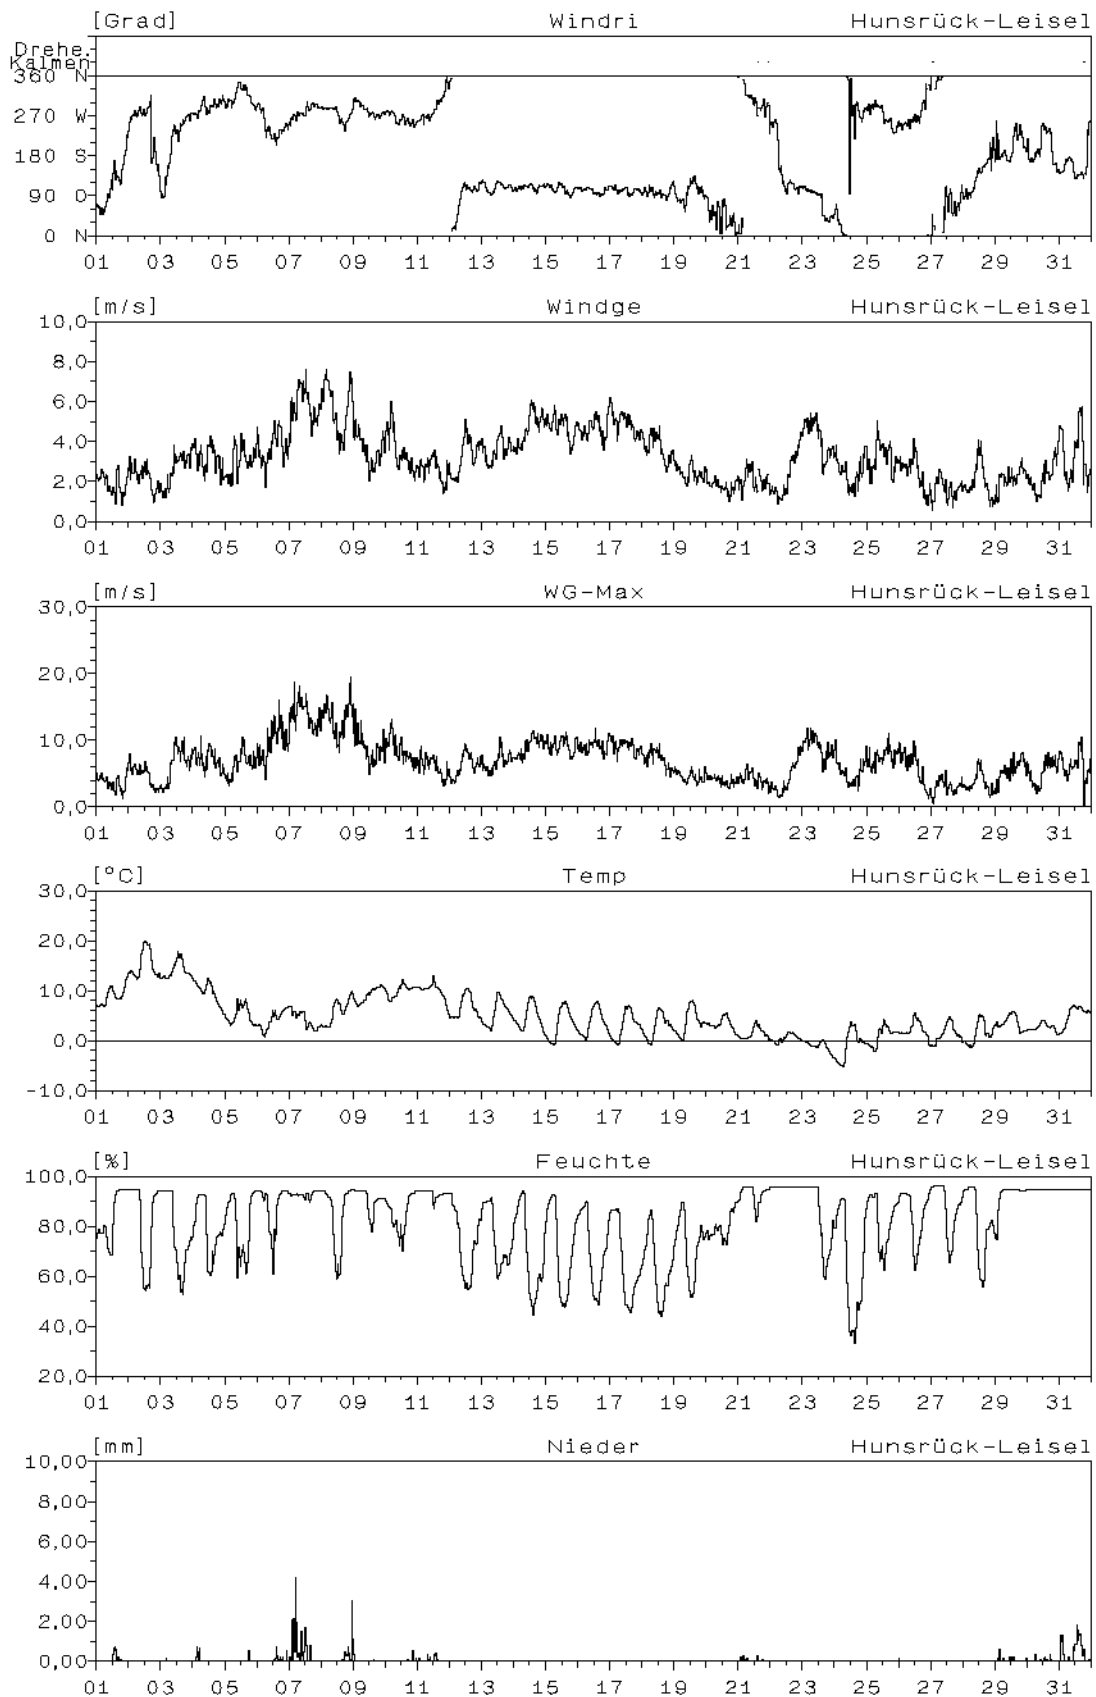 [Grad] Windri Hunsrück-Leisel
Drehe.
Kalmen
360 N
270 W
180 S
90 O
0 N
01 03 05 07 09 11 13 15 17 19 21 23 25 27 29 31
[m/s] Windge Hunsrück-Leisel
10,0
8,0
6,0
4,0
2,0
0,0
01 03 05 07 09 11 13 15 17 19 21 23 25 27 29 31
[m/s] WG-Max Hunsrück-Leisel
30,0
20,0
10,0
0,0
01 03 05 07 09 11 13 15 17 19 21 23 25 27 29 31
[°C] Temp Hunsrück-Leisel
30,0
20,0
10,0
0,0
-10,0
01 03 05 07 09 11 13 15 17 19 21 23 25 27 29 31
[%] Feuchte Hunsrück-Leisel
100,0
80,0
60,0
40,0
20,0
01 03 05 07 09 11 13 15 17 19 21 23 25 27 29 31
[mm] Nieder Hunsrück-Leisel
10,00
8,00
6,00
4,00
2,00
0,00
01 03 05 07 09 11 13 15 17 19 21 23 25 27 29 31